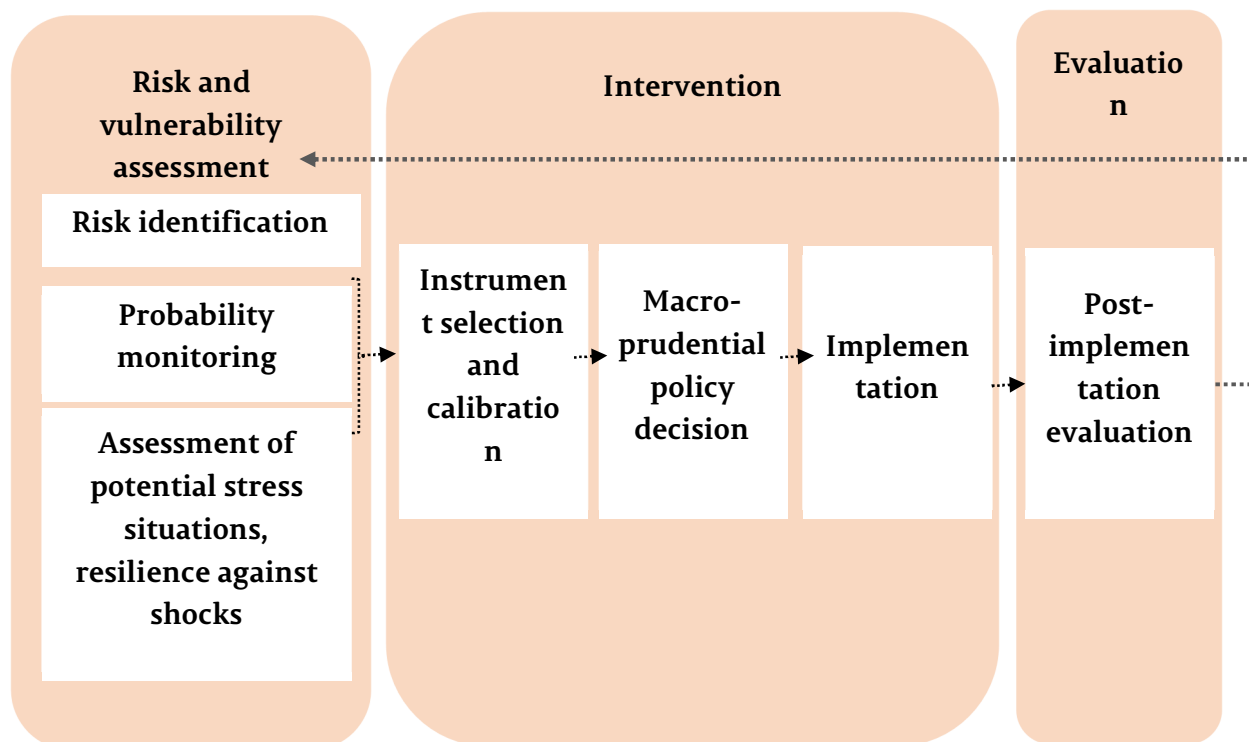 Risk and
vulnerability
assessment
Risk identification
Probability
monitoring
Assessment of
potential stress
situations,
resilience against
shocks
Intervention
Instrumen
t selection
and
calibratio
n
Macro-
prudential
policy
decision
Implemen
tation
Evaluatio
n
Post-
implemen
tation
evaluation